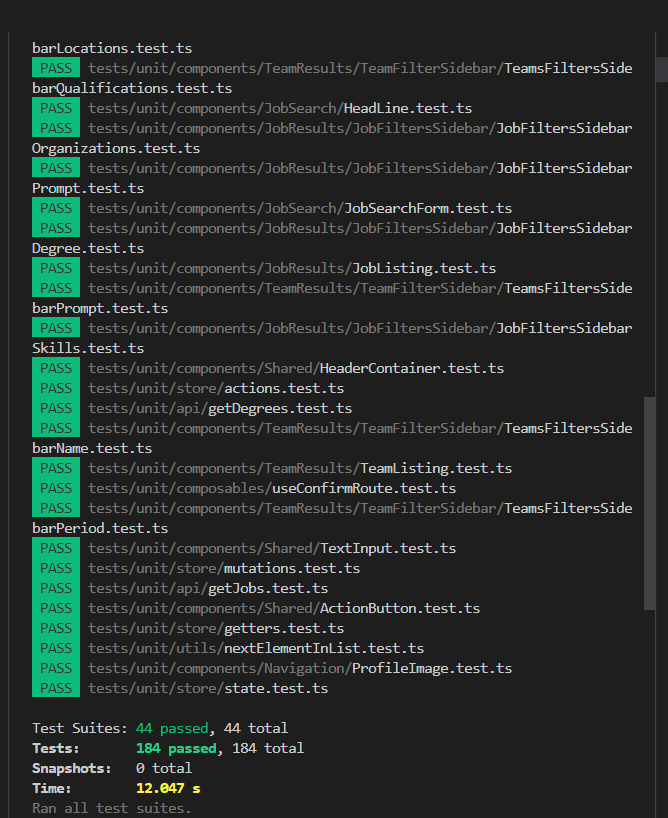 barLocations.test.ts
PASS tests/unit/components/TeamResults/TeamFilterSidebar/TeamsFiltersSide
barQualifications.test.ts
PASS tests/unit/components/JobSearch/HeadLine.test.ts
PASS tests/unit/components/JobResults/JobFiltersSidebar/JobFiltersSidebar
Organizations.test.ts
PASS tests/unit/components/JobResults/JobFiltersSidebar/JobFiltersSidebar
Prompt.test.ts
PASS tests/unit/components/JobSearch/JobSearchForm.test.ts
PASS tests/unit/components/JobResults/JobFiltersSidebar/JobFiltersSidebar
Degree.test.ts
PASS tests/unit/components/JobResults/JobListing.test.ts
PASS tests/unit/components/TeamResults/TeamFilterSidebar/TeamsFiltersSide
barPrompt.test.ts
PASS tests/unit/components/JobResults/JobFiltersSidebar/JobFiltersSidebar
Skills.test.ts
PASS tests/unit/components/Shared/HeaderContainer.test.ts
PASS tests/unit/store/actions.test.ts
PASS tests/unit/api/getDegrees.test.ts
PASS tests/unit/components/TeamResults/TeamFilterSidebar/TeamsFiltersSide
barName.test.ts
PASS tests/unit/components/TeamResults/TeamListing.test.ts
PASS tests/unit/composables/useConfirmRoute.test.ts
PASS tests/unit/components/TeamResults/TeamFilterSidebar/TeamsFiltersSide
barPeriod.test.ts
PASS tests/unit/components/Shared/TextInput.test.ts
PASS tests/unit/store/mutations.test.ts
PASS tests/unit/api/getJobs.test.ts
PASS tests/unit/components/Shared/ActionButton.test.ts
PASS tests/unit/store/getters.test.ts
PASS tests/unit/utils/nextElementInList.test.ts
PASS tests/unit/components/Navigation/ProfileImage.test.ts
PASS tests/unit/store/state.test.ts
Test Suites: 44 passed, 44 total
Tests: 184 passed, 184 total
Snapshots: 0 total
Time: 12.047 s
Ran all test suites.